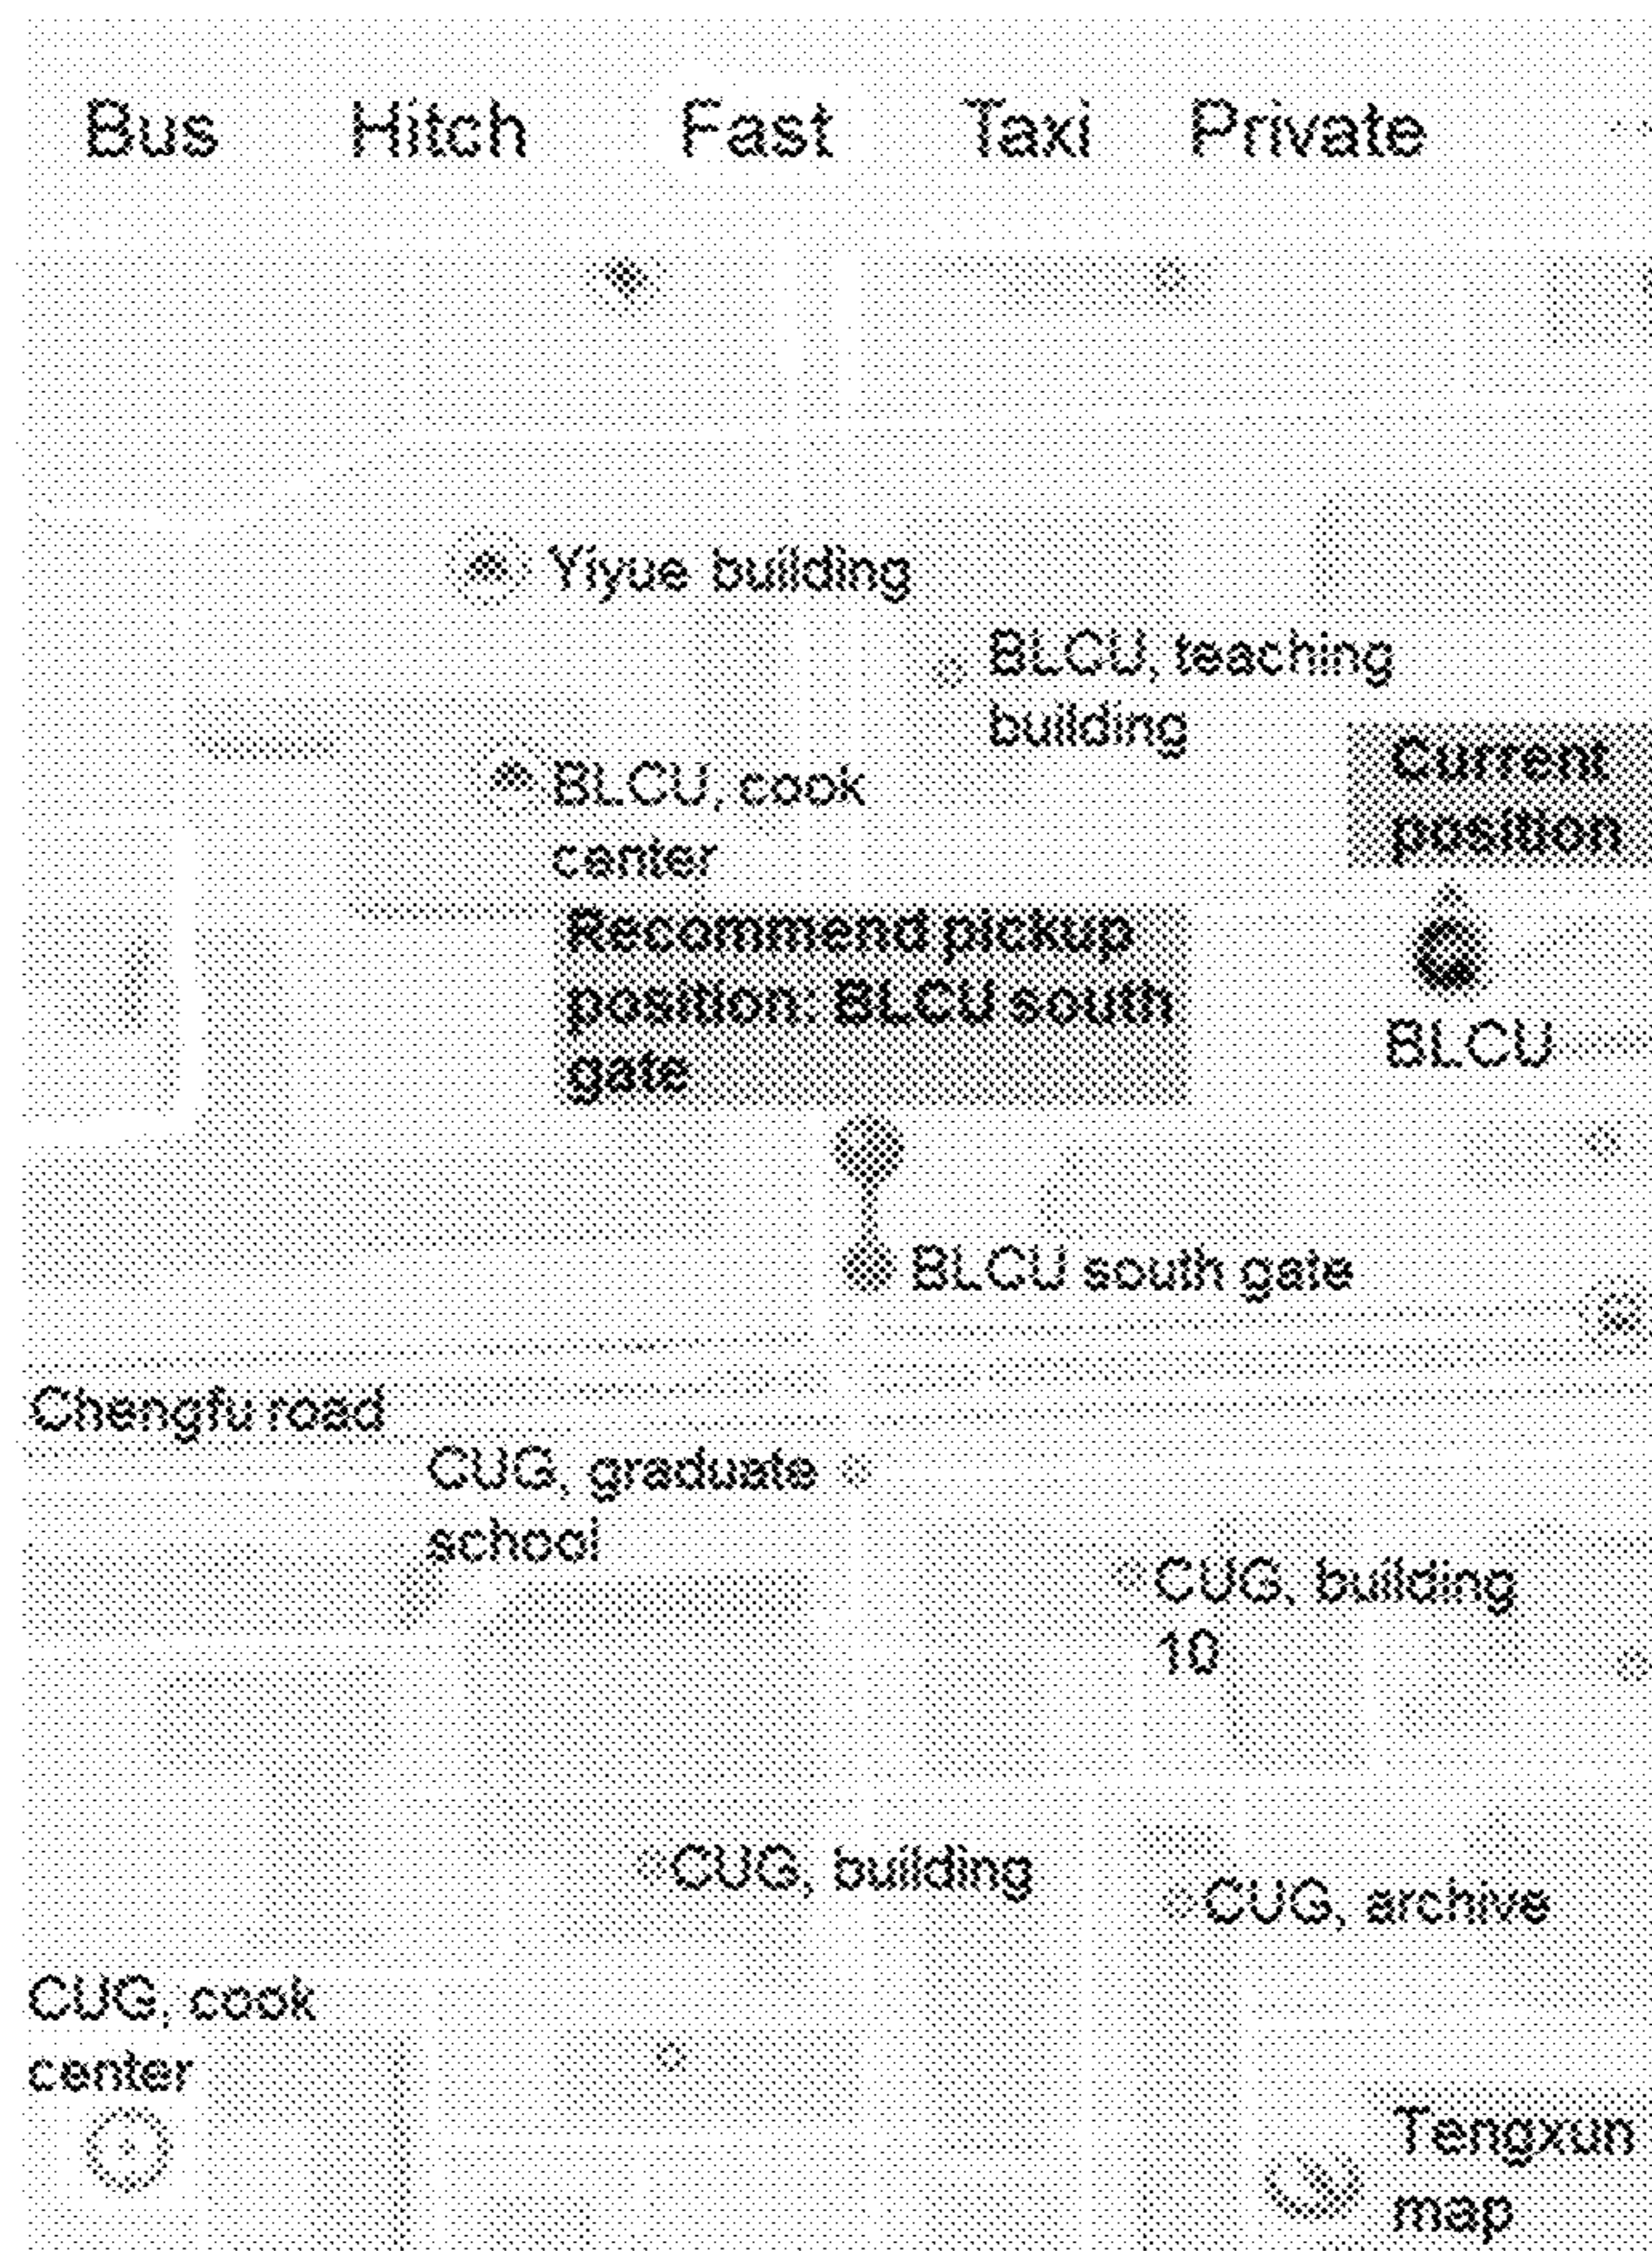 Bus Hitch Fast Taxi Private
Yiyue building
BLCU, teaching
building
Current
position
BLCU, cook
center
Recommend pickup
position: BLCU south
gate
BLCU
BLCU south gate
Chengfu road
CUG, graduate
school
CUG, building
10
CUG, building
CUG, archive
CUG, cook
center
Tengxun
map